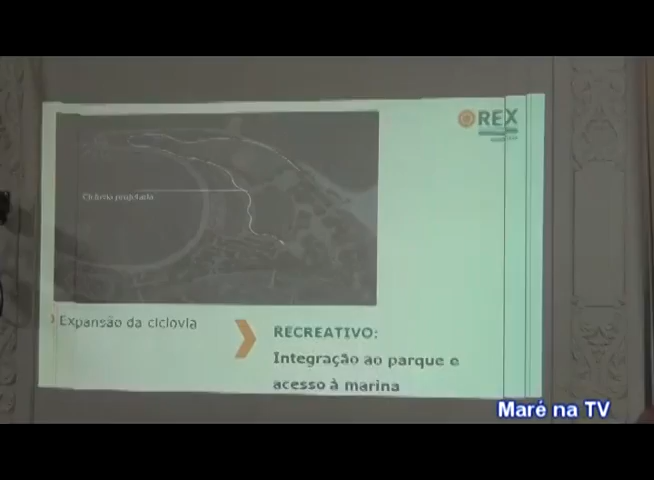 REX
Ciclovia projetada
Expansão da ciclovia
RECREATIVO:
Integração ao parque e
acesso à marina
Maré na TV